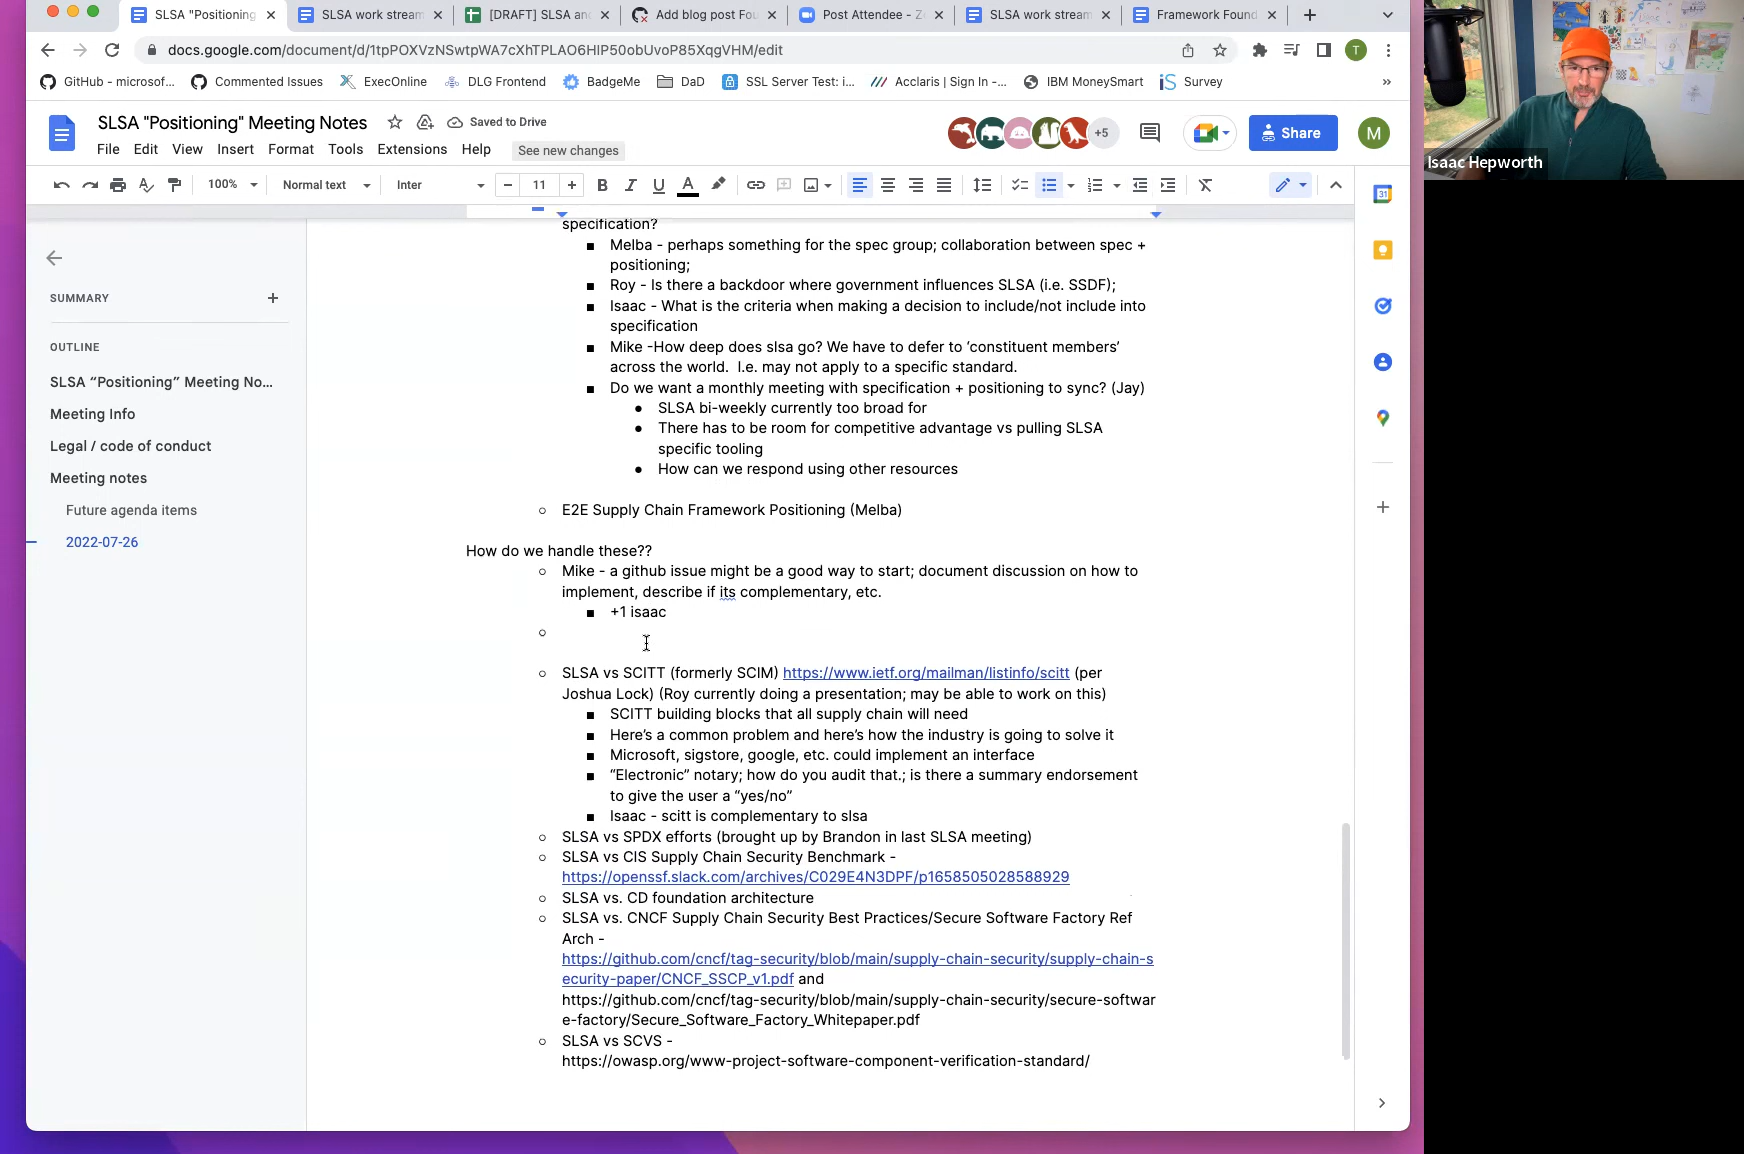 SLSA "Positioning
SLSA work stream
[DRAFT] SLSA an
Add blog post Fou
Post Attendee - Z
SLSA work stream
Framework Found
docs.google.com/document/d/1tpPOXVzNSwtpWA7cXhTPLAO6HIP50obUvoP85XqgVHM/edit
T
GitHub - microsof...
Commented Issues
ExecOnline
DLG Frontend
BadgeMe
DaD
SSL Server Test: i...
Acclaris | Sign In -...
IBM MoneySmart
Survey
»
SLSA "Positioning" Meeting Notes
Saved to Drive
+5
Share
M
File Edit View Insert Format Tools Extensions Help
See new changes
100%
Normal text
Inter
11
B I U A
31
SUMMARY
OUTLINE
SLSA “Positioning” Meeting No...
Meeting Info
Legal / code of conduct
Meeting notes
Future agenda items
2022-07-26
specification?
Melba - perhaps something for the spec group; collaboration between spec +
positioning;
Roy - Is there a backdoor where government influences SLSA (i.e. SSDF);
Isaac - What is the criteria when making a decision to include/not include into
specification
Mike -How deep does slsa go? We have to defer to ‘constituent members’
across the world.  I.e. may not apply to a specific standard.
Do we want a monthly meeting with specification + positioning to sync? (Jay)
SLSA bi-weekly currently too broad for
There has to be room for competitive advantage vs pulling SLSA
specific tooling
How can we respond using other resources
E2E Supply Chain Framework Positioning (Melba)
How do we handle these??
Mike - a github issue might be a good way to start; document discussion on how to
implement, describe if its complementary, etc.
+1 isaac
SLSA vs SCITT (formerly SCIM) https://www.ietf.org/mailman/listinfo/scitt (per
Joshua Lock) (Roy currently doing a presentation; may be able to work on this)
SCITT building blocks that all supply chain will need
Here’s a common problem and here’s how the industry is going to solve it
Microsoft, sigstore, google, etc. could implement an interface
“Electronic” notary; how do you audit that.; is there a summary endorsement
to give the user a “yes/no”
Isaac - scitt is complementary to slsa
SLSA vs SPDX efforts (brought up by Brandon in last SLSA meeting)
SLSA vs CIS Supply Chain Security Benchmark -
https://openssf.slack.com/archives/C029E4N3DPF/p1658505028588929
SLSA vs. CD foundation architecture
SLSA vs. CNCF Supply Chain Security Best Practices/Secure Software Factory Ref
Arch -
https://github.com/cncf/tag-security/blob/main/supply-chain-security/supply-chain-s
ecurity-paper/CNCF_SSCP_v1.pdf and
https://github.com/cncf/tag-security/blob/main/supply-chain-security/secure-softwar
e-factory/Secure_Software_Factory_Whitepaper.pdf
SLSA vs SCVS -
https://owasp.org/www-project-software-component-verification-standard/
Isaac Hepworth